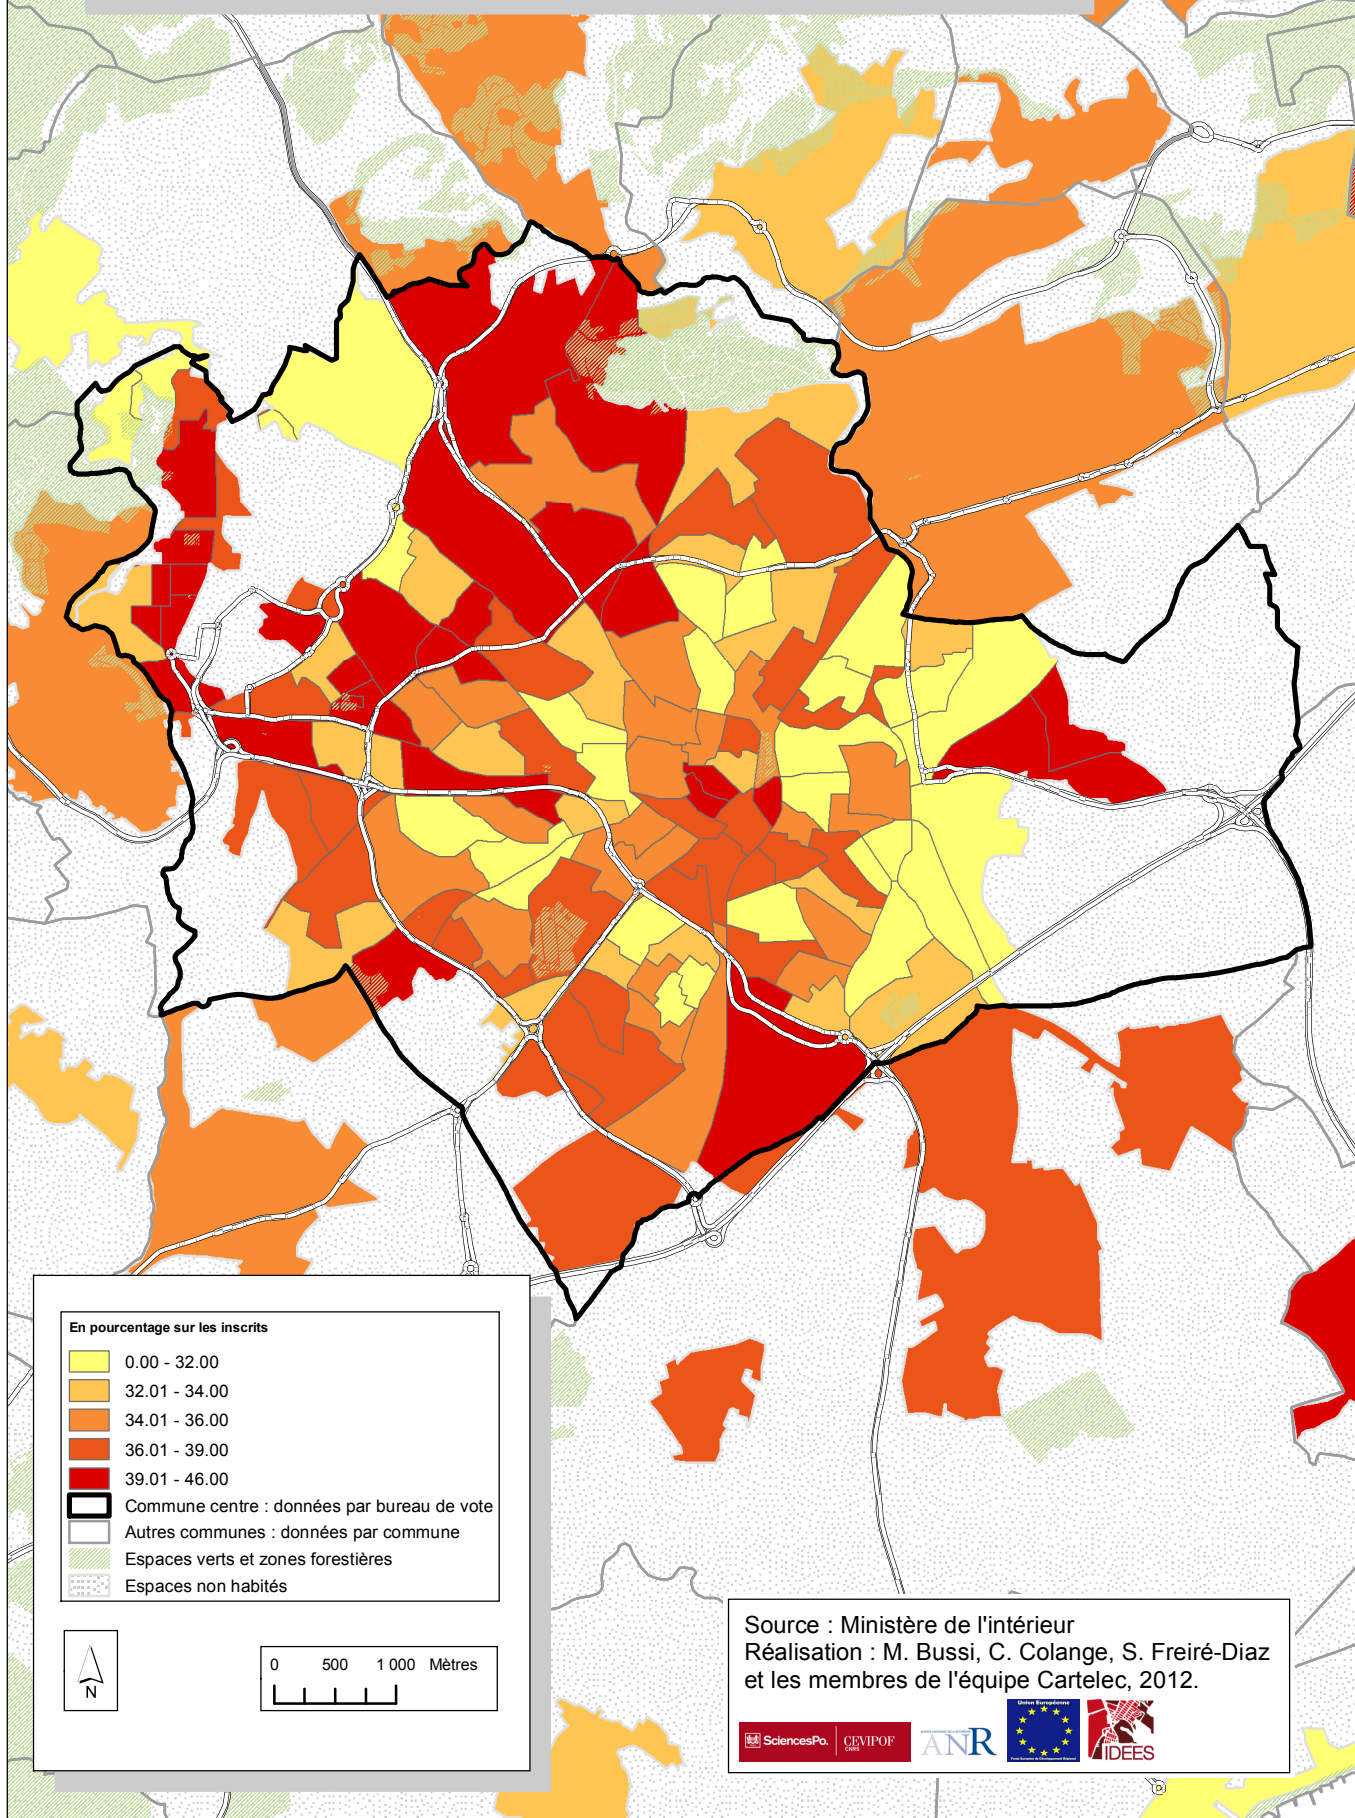 En pourcentage sur les inscrits
0.00 - 32.00
32.01 - 34.00
34.01 - 36.00
36.01 - 39.00
39.01 - 46.00
Commune centre : données par bureau de vote
Autres communes : données par commune
Espaces verts et zones forestières
Espaces non habités
N
0 500 1 000 Mètres
Source : Ministère de l'intérieur
Réalisation : M. Bussi, C. Colange, S. Freiré-Diaz
et les membres de l'équipe Cartelec, 2012.
SciencesPo. CEVIPOF
CNRS
ANR
Union Européenne
IDEES